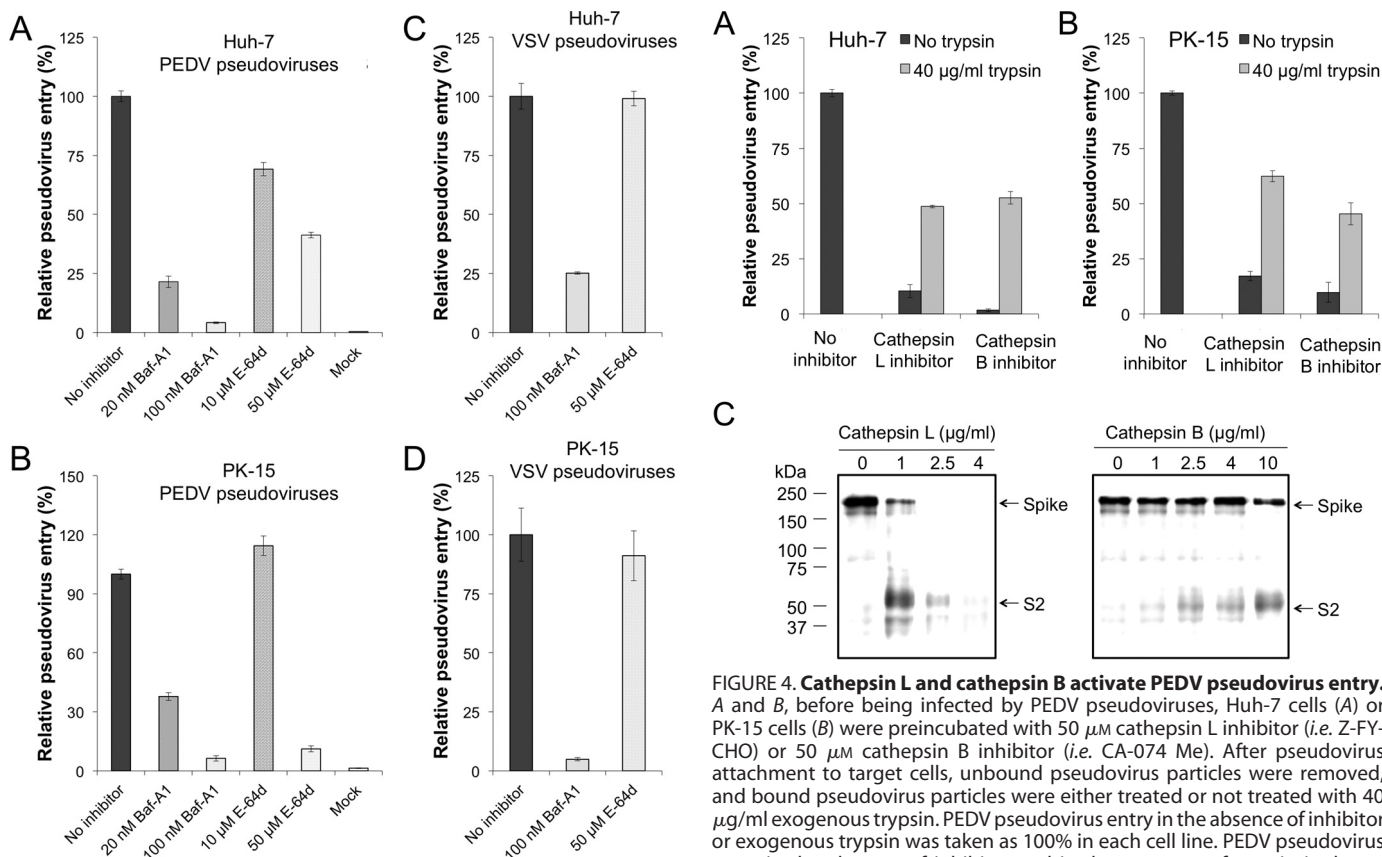 A
Huh-7
PEDV pseudoviruses
Relative pseudovirus entry (%)
125
100
75
50
25
0
No inhibitor
20 nM Baf-A1
100 nM Baf-A1
10 µM E-64d
50 µM E-64d
Mock
C
Huh-7
VSV pseudoviruses
Relative pseudovirus entry (%)
125
100
75
50
25
0
No inhibitor
100 nM Baf-A1
50 µM E-64d
B
PK-15
PEDV pseudoviruses
Relative pseudovirus entry (%)
150
120
90
60
30
0
No inhibitor
20 nM Baf-A1
100 nM Baf-A1
10 µM E-64d
50 µM E-64d
Mock
D
PK-15
VSV pseudoviruses
Relative pseudovirus entry (%)
125
100
75
50
25
0
No inhibitor
100 nM Baf-A1
50 µM E-64d
A
Huh-7
No trypsin
40 µg/ml trypsin
Relative pseudovirus entry (%)
125
100
75
50
25
0
No inhibitor
Cathepsin L inhibitor
Cathepsin B inhibitor
B
PK-15
No trypsin
40 µg/ml trypsin
Relative pseudovirus entry (%)
125
100
75
50
25
0
No inhibitor
Cathepsin L inhibitor
Cathepsin B inhibitor
C
Cathepsin L (µg/ml)
0 1 2.5 4
kDa
250
150
100
75
50
37
← Spike
← S2
Cathepsin B (µg/ml)
0 1 2.5 4 10
← Spike
← S2
FIGURE 4. Cathepsin L and cathepsin B activate PEDV pseudovirus entry.
A and B, before being infected by PEDV pseudoviruses, Huh-7 cells (A) or
PK-15 cells (B) were preincubated with 50 µM cathepsin L inhibitor (i.e. Z-FY-
CHO) or 50 µM cathepsin B inhibitor (i.e. CA-074 Me). After pseudovirus
attachment to target cells, unbound pseudovirus particles were removed,
and bound pseudovirus particles were either treated or not treated with 40
µg/ml exogenous trypsin. PEDV pseudovirus entry in the absence of inhibitor
or exogenous trypsin was taken as 100% in each cell line. PEDV pseudovirus